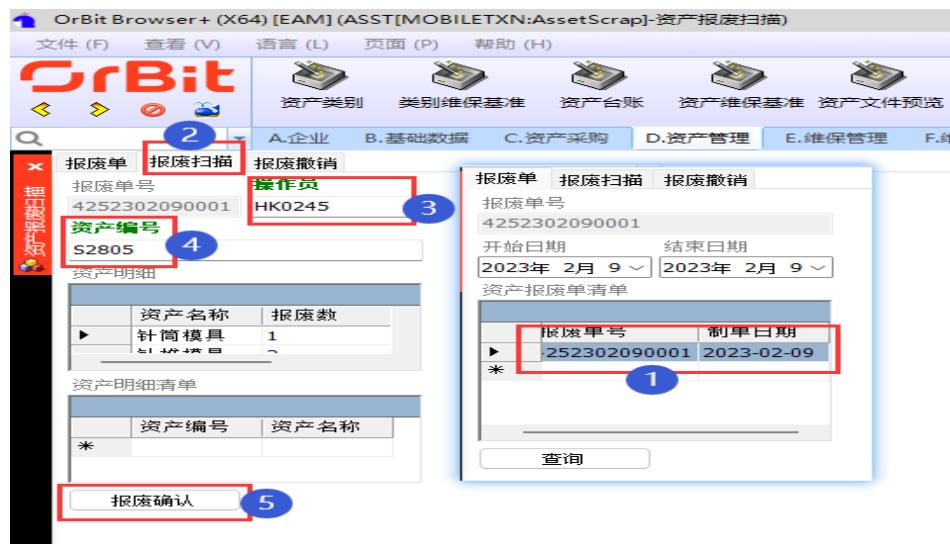 OrBit Browser+ (X64) [EAM] (ASST[MOBILETXN:AssetScrap]-资产报废扫描)
文件 (F) 查看 (V) 语言 (L) 页面 (P) 帮助 (H)
OrBit
资产类别 类别维保基准 资产台账 资产维保基准 资产文件预览
A.企业 B.基础数据 C.资产采购 D.资产管理 E.维保管理
2
资产报废扫描
报废单 报废扫描 报废撤销
报废单号 操作员
4252302090001 HK0245
3
资产编号
S2805
4
资产明细
资产名称 报废数
针筒模具 1
资产明细清单
资产编号 资产名称
*
报废确认
5
报废单 报废扫描 报废撤销
报废单号
4252302090001
开始日期 结束日期
2023年 2月 9 2023年 2月 9
资产报废单清单
报废单号 制单日期
252302090001 2023-02-09
*
1
查询